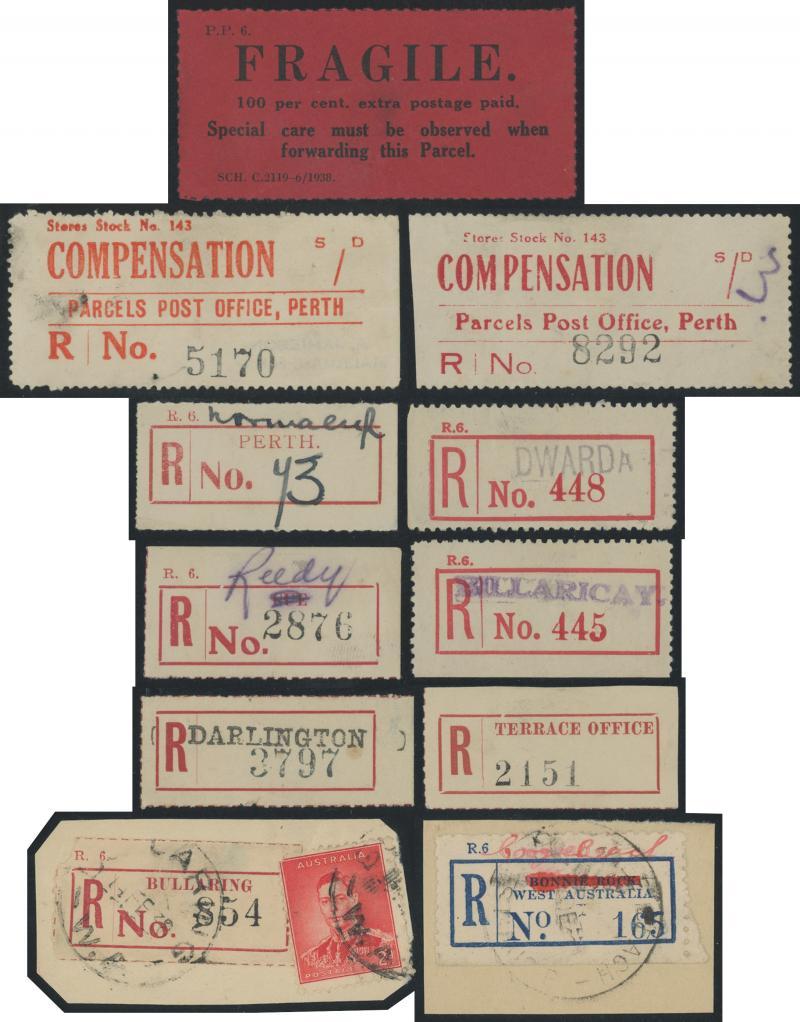 P.P. 6.
FRAGILE.
100 per cent. extra postage paid.
Special care must be observed when
forwarding this Parcel.
SCH. C.2119-6/1938.
Stores Stock No. 143
COMPENSATION S/D
PARCELS POST OFFICE, PERTH
R No. 5170
Stores Stock No. 143
COMPENSATION S/D 3
Parcels Post Office, Perth
R No. 8292
R. 6.
PERTH.
R No. 43
R.6.
DWARDA
R No. 448
R. 6. Reedy
R No. 2876
R.6.
BILLARICAY.
R No. 445
DARLINGTON
R 3797
TERRACE OFFICE
R 2151
R. 6.
BULLARING
R No. 854
AUSTRALIA
POSTAGE
W.A
R.6
BONNIE ROCK
WEST AUSTRALIA
R No 165